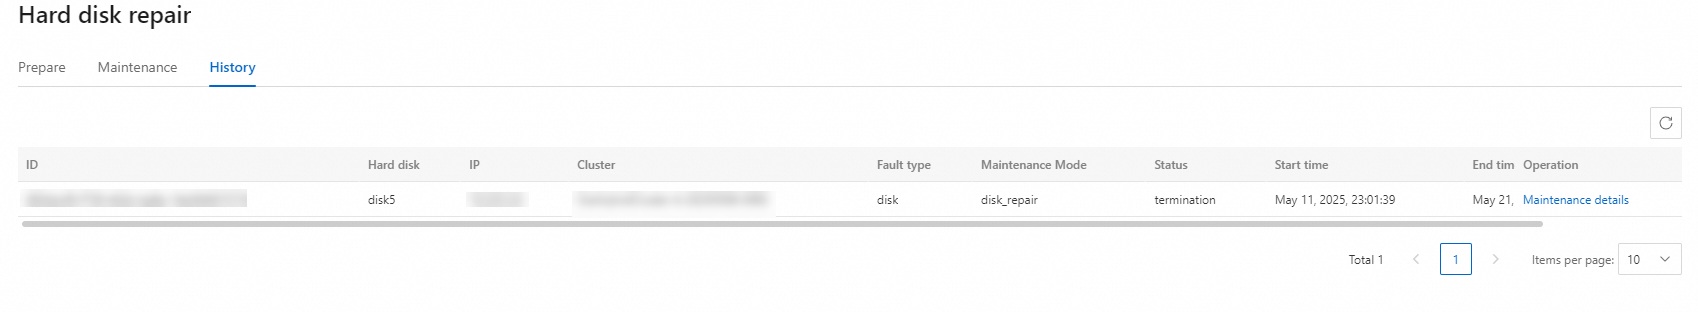 Hard disk repair
Prepare Maintenance History
ID Hard disk IP Cluster Fault type Maintenance Mode Status Start time End tim Operation
disk5 disk disk_repair termination May 11, 2025, 23:01:39 May 21, Maintenance details
Total 1 1 Items per page: 10